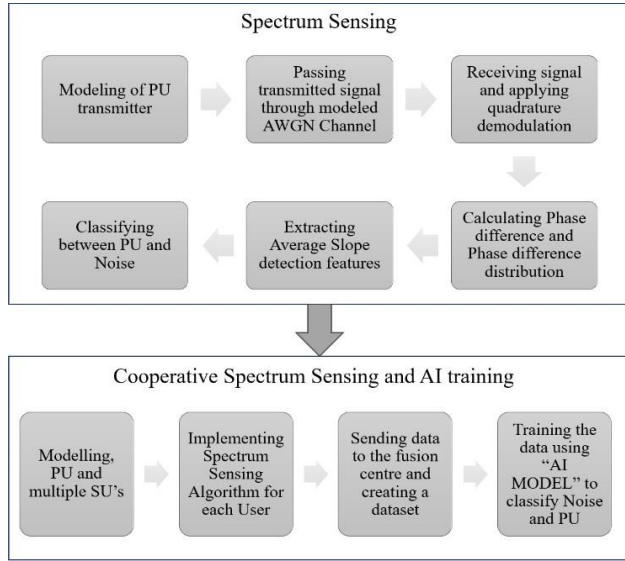 Spectrum Sensing
Modeling of PU
transmitter
Passing
transmitted signal
through modeled
AWGN Channel
Receiving signal
and applying
quadrature
demodulation
Calculating Phase
difference and
Phase difference
distribution
Extracting
Average Slope
detection features
Classifying
between PU and
Noise
Cooperative Spectrum Sensing and AI training
Modelling,
PU and
multiple SU’s
Implementing
Spectrum
Sensing
Algorithm for
each User
Sending data
to the fusion
centre and
creating a
dataset
Training the
data using
“AI
MODEL” to
classify Noise
and PU